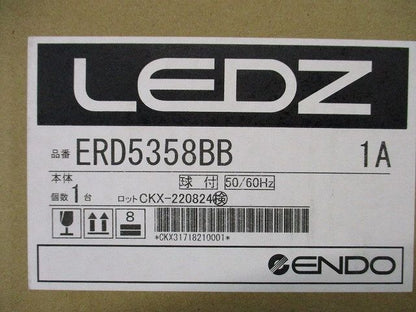 LEDZ
品番 ERD5358BB 1A
本体 球付 50/60Hz
個数 1台 ロット CKX-220824 検
8
*CKX31718210001*
ENDO